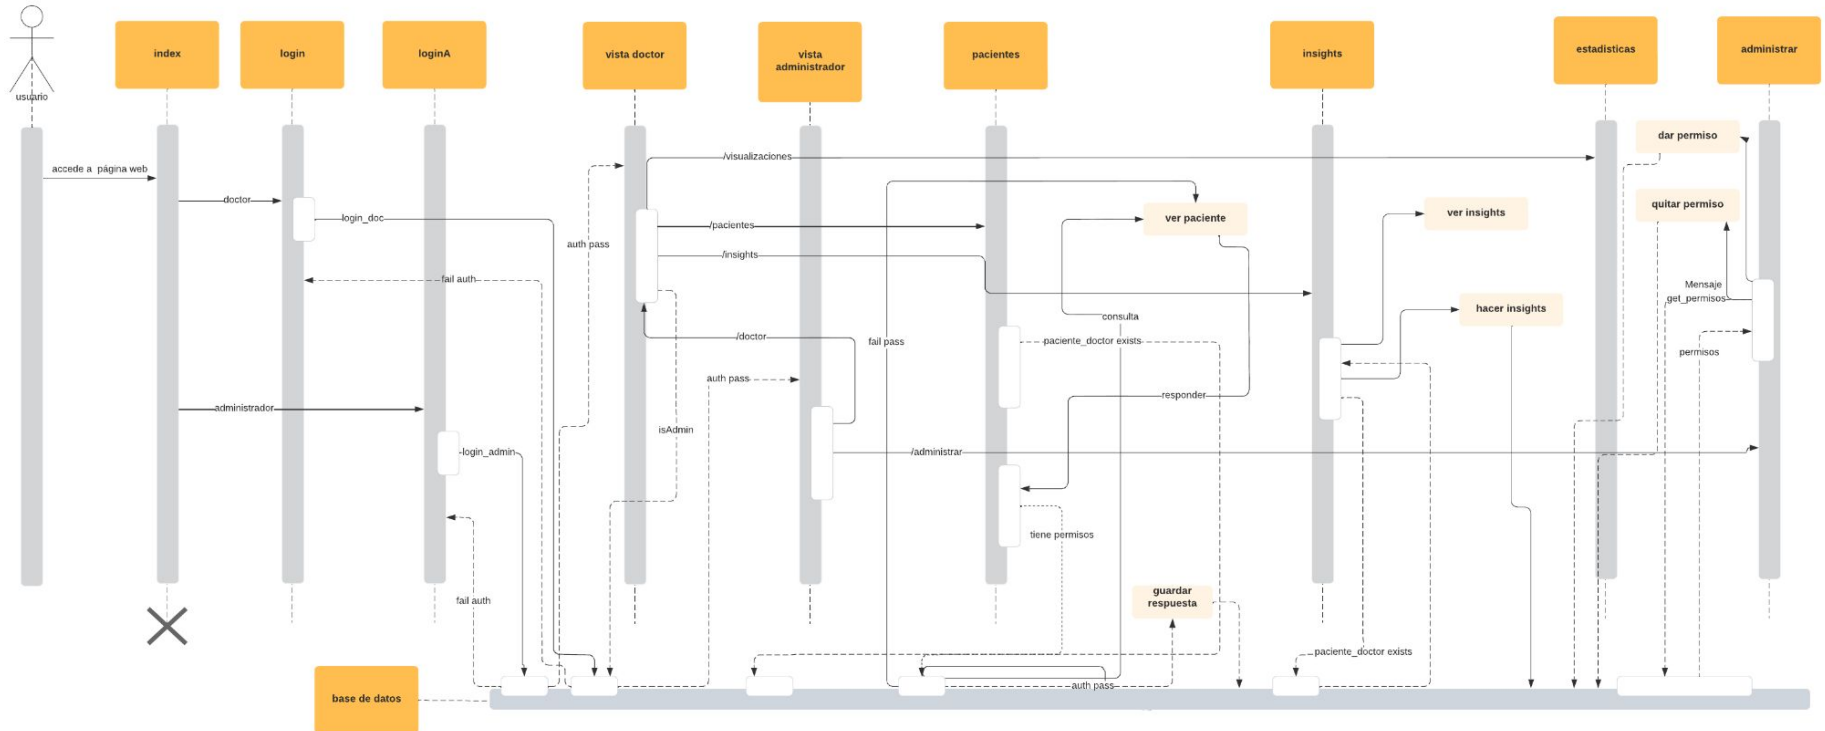 usuario
index
login
loginA
vista doctor
vista
administrador
pacientes
insights
estadisticas
administrar
accede a página web
doctor
login_doc
fail auth
auth pass
/visualizaciones
/pacientes
/insights
ver paciente
ver insights
dar permiso
quitar permiso
hacer insights
Mensaje
get_permisos
permisos
consulta
/doctor
fail pass
paciente_doctor exists
auth pass
responder
administrador
isAdmin
login_admin
/administrar
tiene permisos
fail auth
guardar
respuesta
paciente_doctor exists
auth pass
base de datos